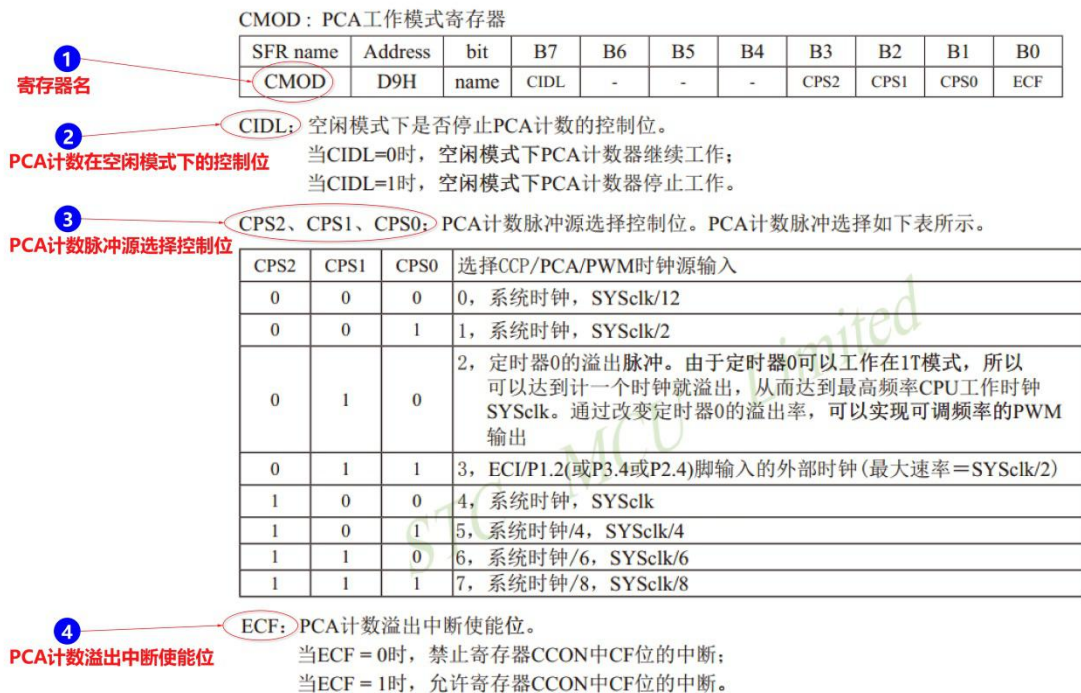 CMOD : PCA工作模式寄存器
SFR name Address bit B7 B6 B5 B4 B3 B2 B1 B0
CMOD D9H name CIDL - - - CPS2 CPS1 CPS0 ECF
1
寄存器名
CIDL: 空闲模式下是否停止PCA计数的控制位。
2
PCA计数在空闲模式下的控制位
当CIDL=0时，空闲模式下PCA计数器继续工作；
当CIDL=1时，空闲模式下PCA计数器停止工作。
3
PCA计数脉冲源选择控制位
CPS2、CPS1、CPS0: PCA计数脉冲源选择控制位。PCA计数脉冲选择如下表所示。
CPS2 CPS1 CPS0 选择CCP/PCA/PWM时钟源输入
0 0 0 0，系统时钟，SYSclk/12
0 0 1 1，系统时钟，SYSclk/2
0 1 0 2，定时器0的溢出脉冲。由于定时器0可以工作在1T模式，所以
可以达到计一个时钟就溢出，从而达到最高频率CPU工作时钟
SYSclk。通过改变定时器0的溢出率，可以实现可调频率的PWM
输出
0 1 1 3，ECI/P1.2(或P3.4或P2.4)脚输入的外部时钟(最大速率＝SYSclk/2)
1 0 0 4，系统时钟，SYSclk
1 0 1 5，系统时钟/4，SYSclk/4
1 1 0 6，系统时钟/6，SYSclk/6
1 1 1 7，系统时钟/8，SYSclk/8
STC MCU Limited
4
PCA计数溢出中断使能位
ECF: PCA计数溢出中断使能位。
当ECF = 0时，禁止寄存器CCON中CF位的中断；
当ECF = 1时，允许寄存器CCON中CF位的中断。